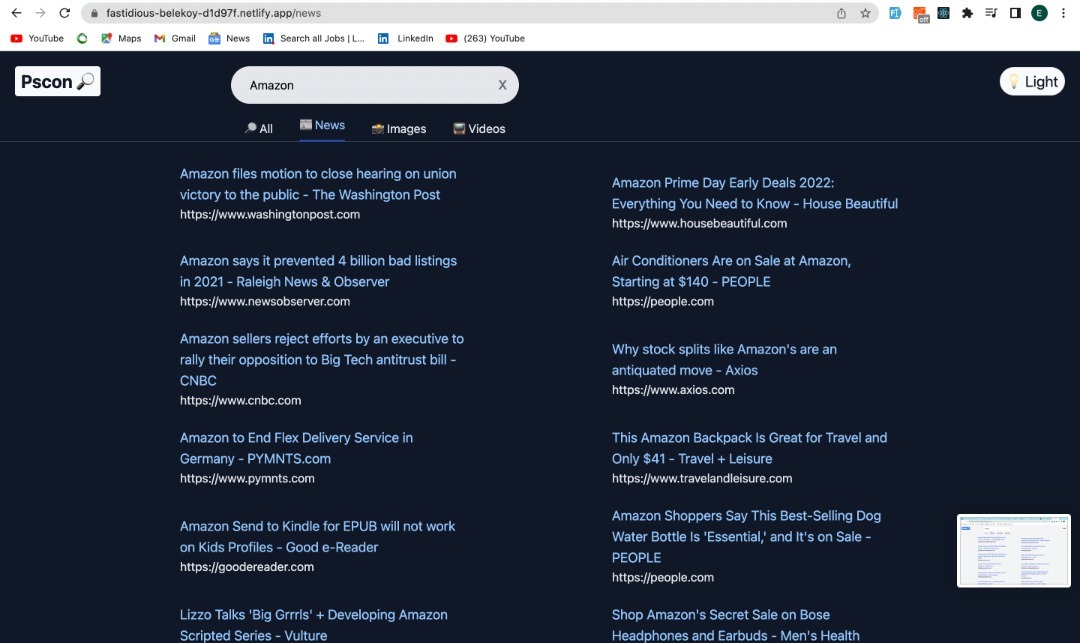 fastidious-belekoy-d1d97f.netlify.app/news
off
E
YouTube
Maps
Gmail
News
Search all Jobs | L...
LinkedIn
(263) YouTube
Pscon
Amazon
X
Light
All
News
Images
Videos
Amazon files motion to close hearing on union
victory to the public - The Washington Post
https://www.washingtonpost.com
Amazon says it prevented 4 billion bad listings
in 2021 - Raleigh News & Observer
https://www.newsobserver.com
Amazon sellers reject efforts by an executive to
rally their opposition to Big Tech antitrust bill -
CNBC
https://www.cnbc.com
Amazon to End Flex Delivery Service in
Germany - PYMNTS.com
https://www.pymnts.com
Amazon Send to Kindle for EPUB will not work
on Kids Profiles - Good e-Reader
https://goodereader.com
Lizzo Talks 'Big Grrrls' + Developing Amazon
Scripted Series - Vulture
Amazon Prime Day Early Deals 2022:
Everything You Need to Know - House Beautiful
https://www.housebeautiful.com
Air Conditioners Are on Sale at Amazon,
Starting at $140 - PEOPLE
https://people.com
Why stock splits like Amazon's are an
antiquated move - Axios
https://www.axios.com
This Amazon Backpack Is Great for Travel and
Only $41 - Travel + Leisure
https://www.travelandleisure.com
Amazon Shoppers Say This Best-Selling Dog
Water Bottle Is 'Essential,' and It's on Sale -
PEOPLE
https://people.com
Shop Amazon's Secret Sale on Bose
Headphones and Earbuds - Men's Health